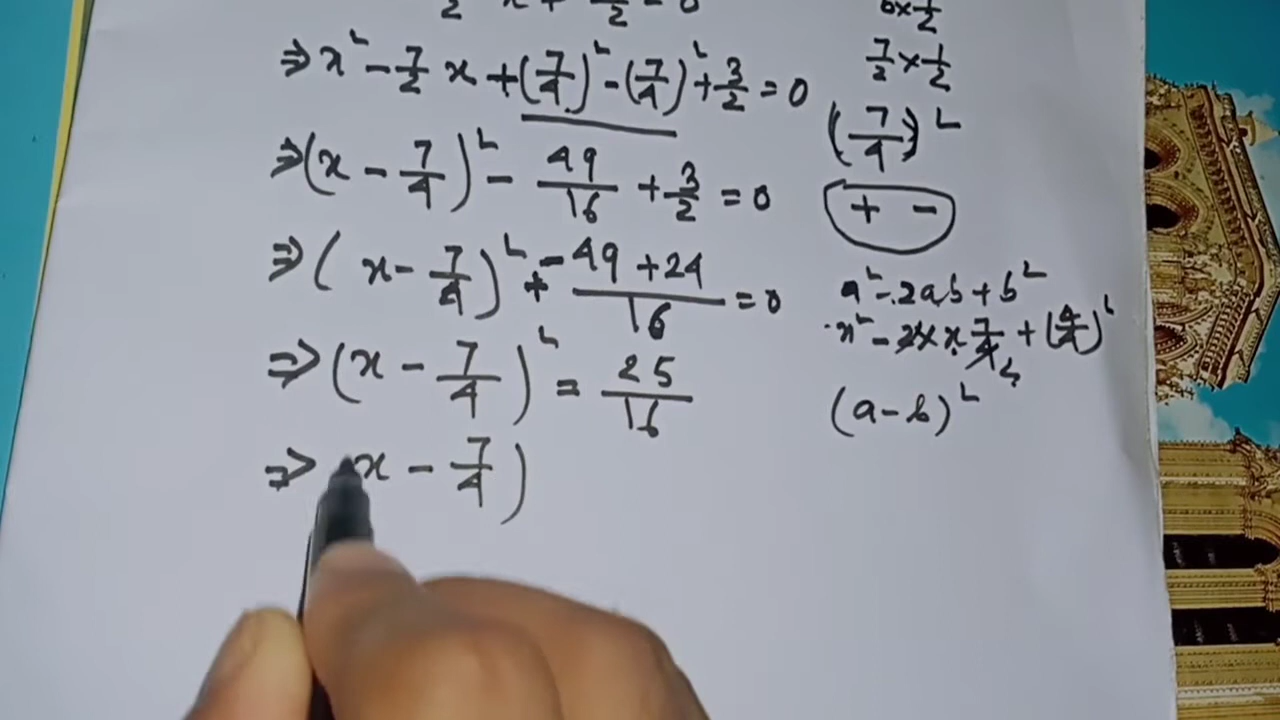 ⇒ x² - 7/2 x + (7/4)² - (7/4)² + 3/2 = 0
⇒ (x - 7/4)² - 49/16 + 3/2 = 0
⇒ (x - 7/4)² + (-49 + 24)/16 = 0
⇒ (x - 7/4)² = 25/16
⇒ x - 7/4)
7/2 × 1/2
(7/4)²
+ -
a² - 2ab + b²
(a - b)²